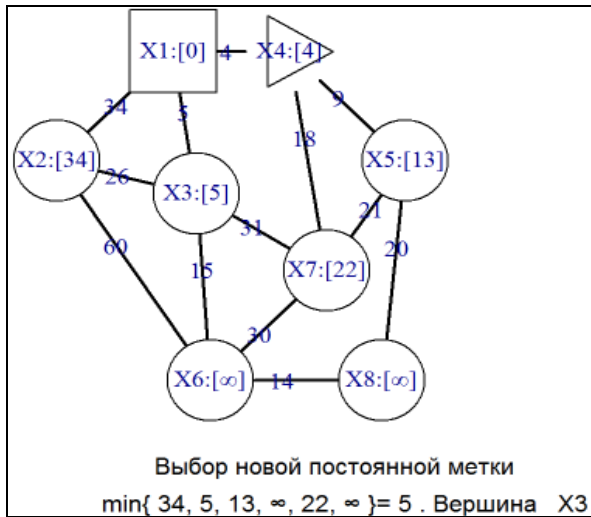 X1:[0]
4
X4:[4]
34
5
9
18
X2:[34]
26
X3:[5]
X5:[13]
31
21
60
15
X7:[22]
20
30
X6:[∞]
14
X8:[∞]
Выбор новой постоянной метки
min{ 34, 5, 13, ∞, 22, ∞ }= 5 . Вершина X3